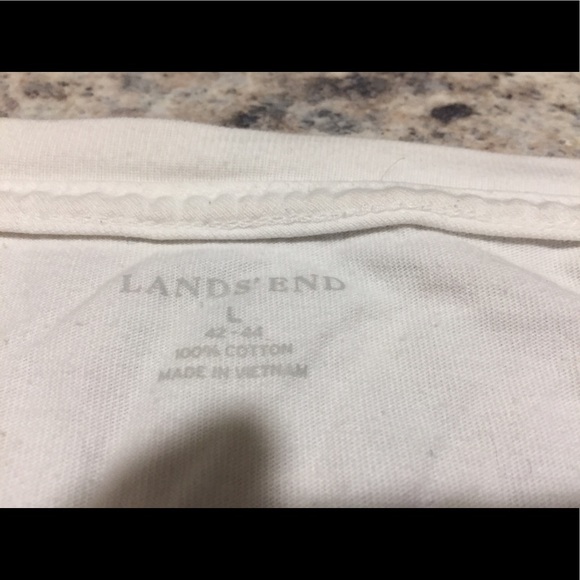 LANDS' END
L
42-44
100% COTTON
MADE IN VIETNAM